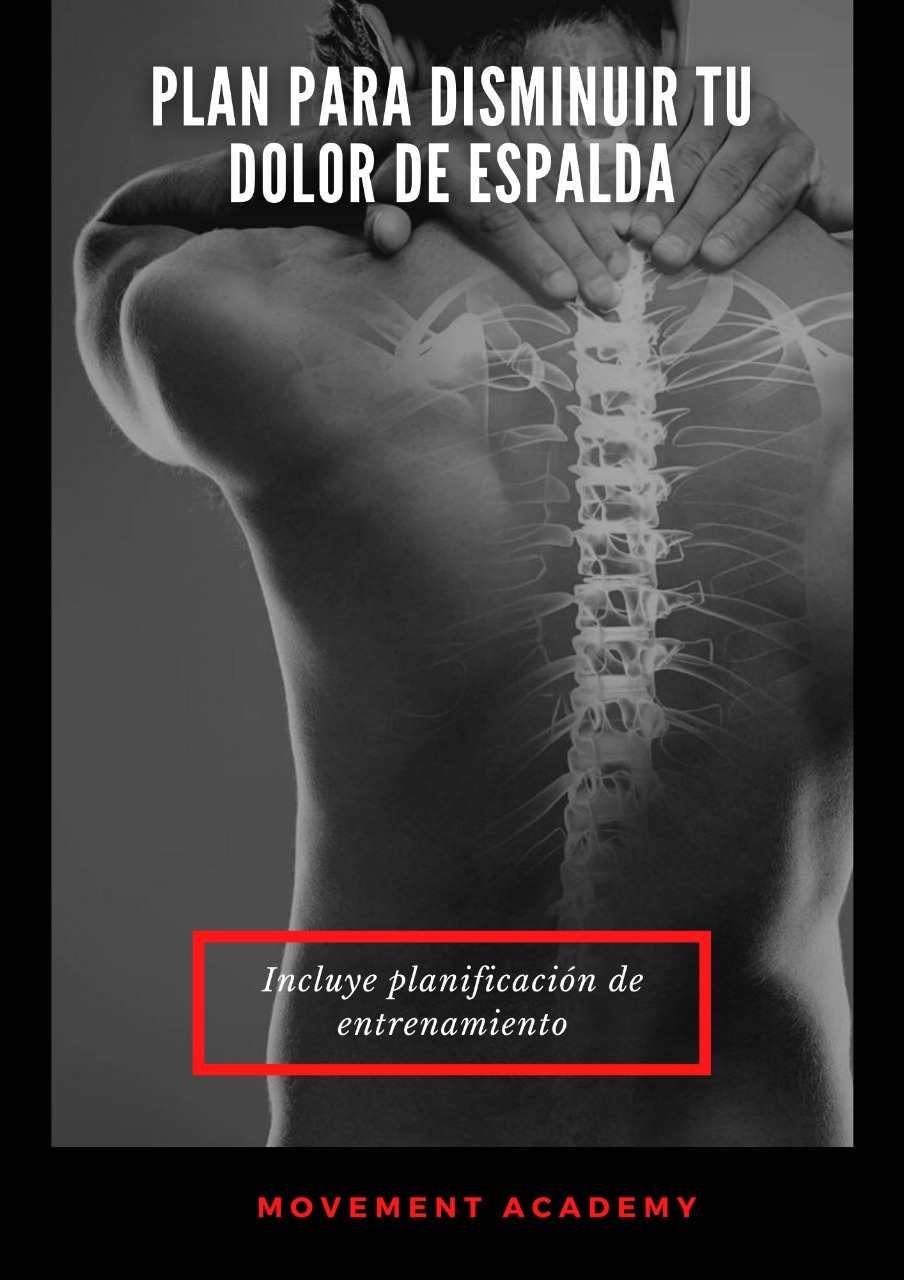 PLAN PARA DISMINUIR TU
DOLOR DE ESPALDA
Incluye planificación de
entrenamiento
MOVEMENT ACADEMY